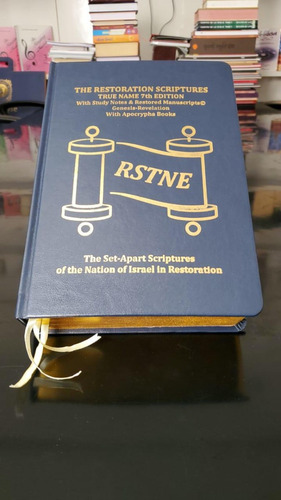 THE RESTORATION SCRIPTURES
TRUE NAME 7th EDITION
With Study Notes & Restored Manuscripts©
Genesis-Revelation
With Apocrypha Books
RSTNE
The Set-Apart Scriptures
of the Nation of Israel in Restoration